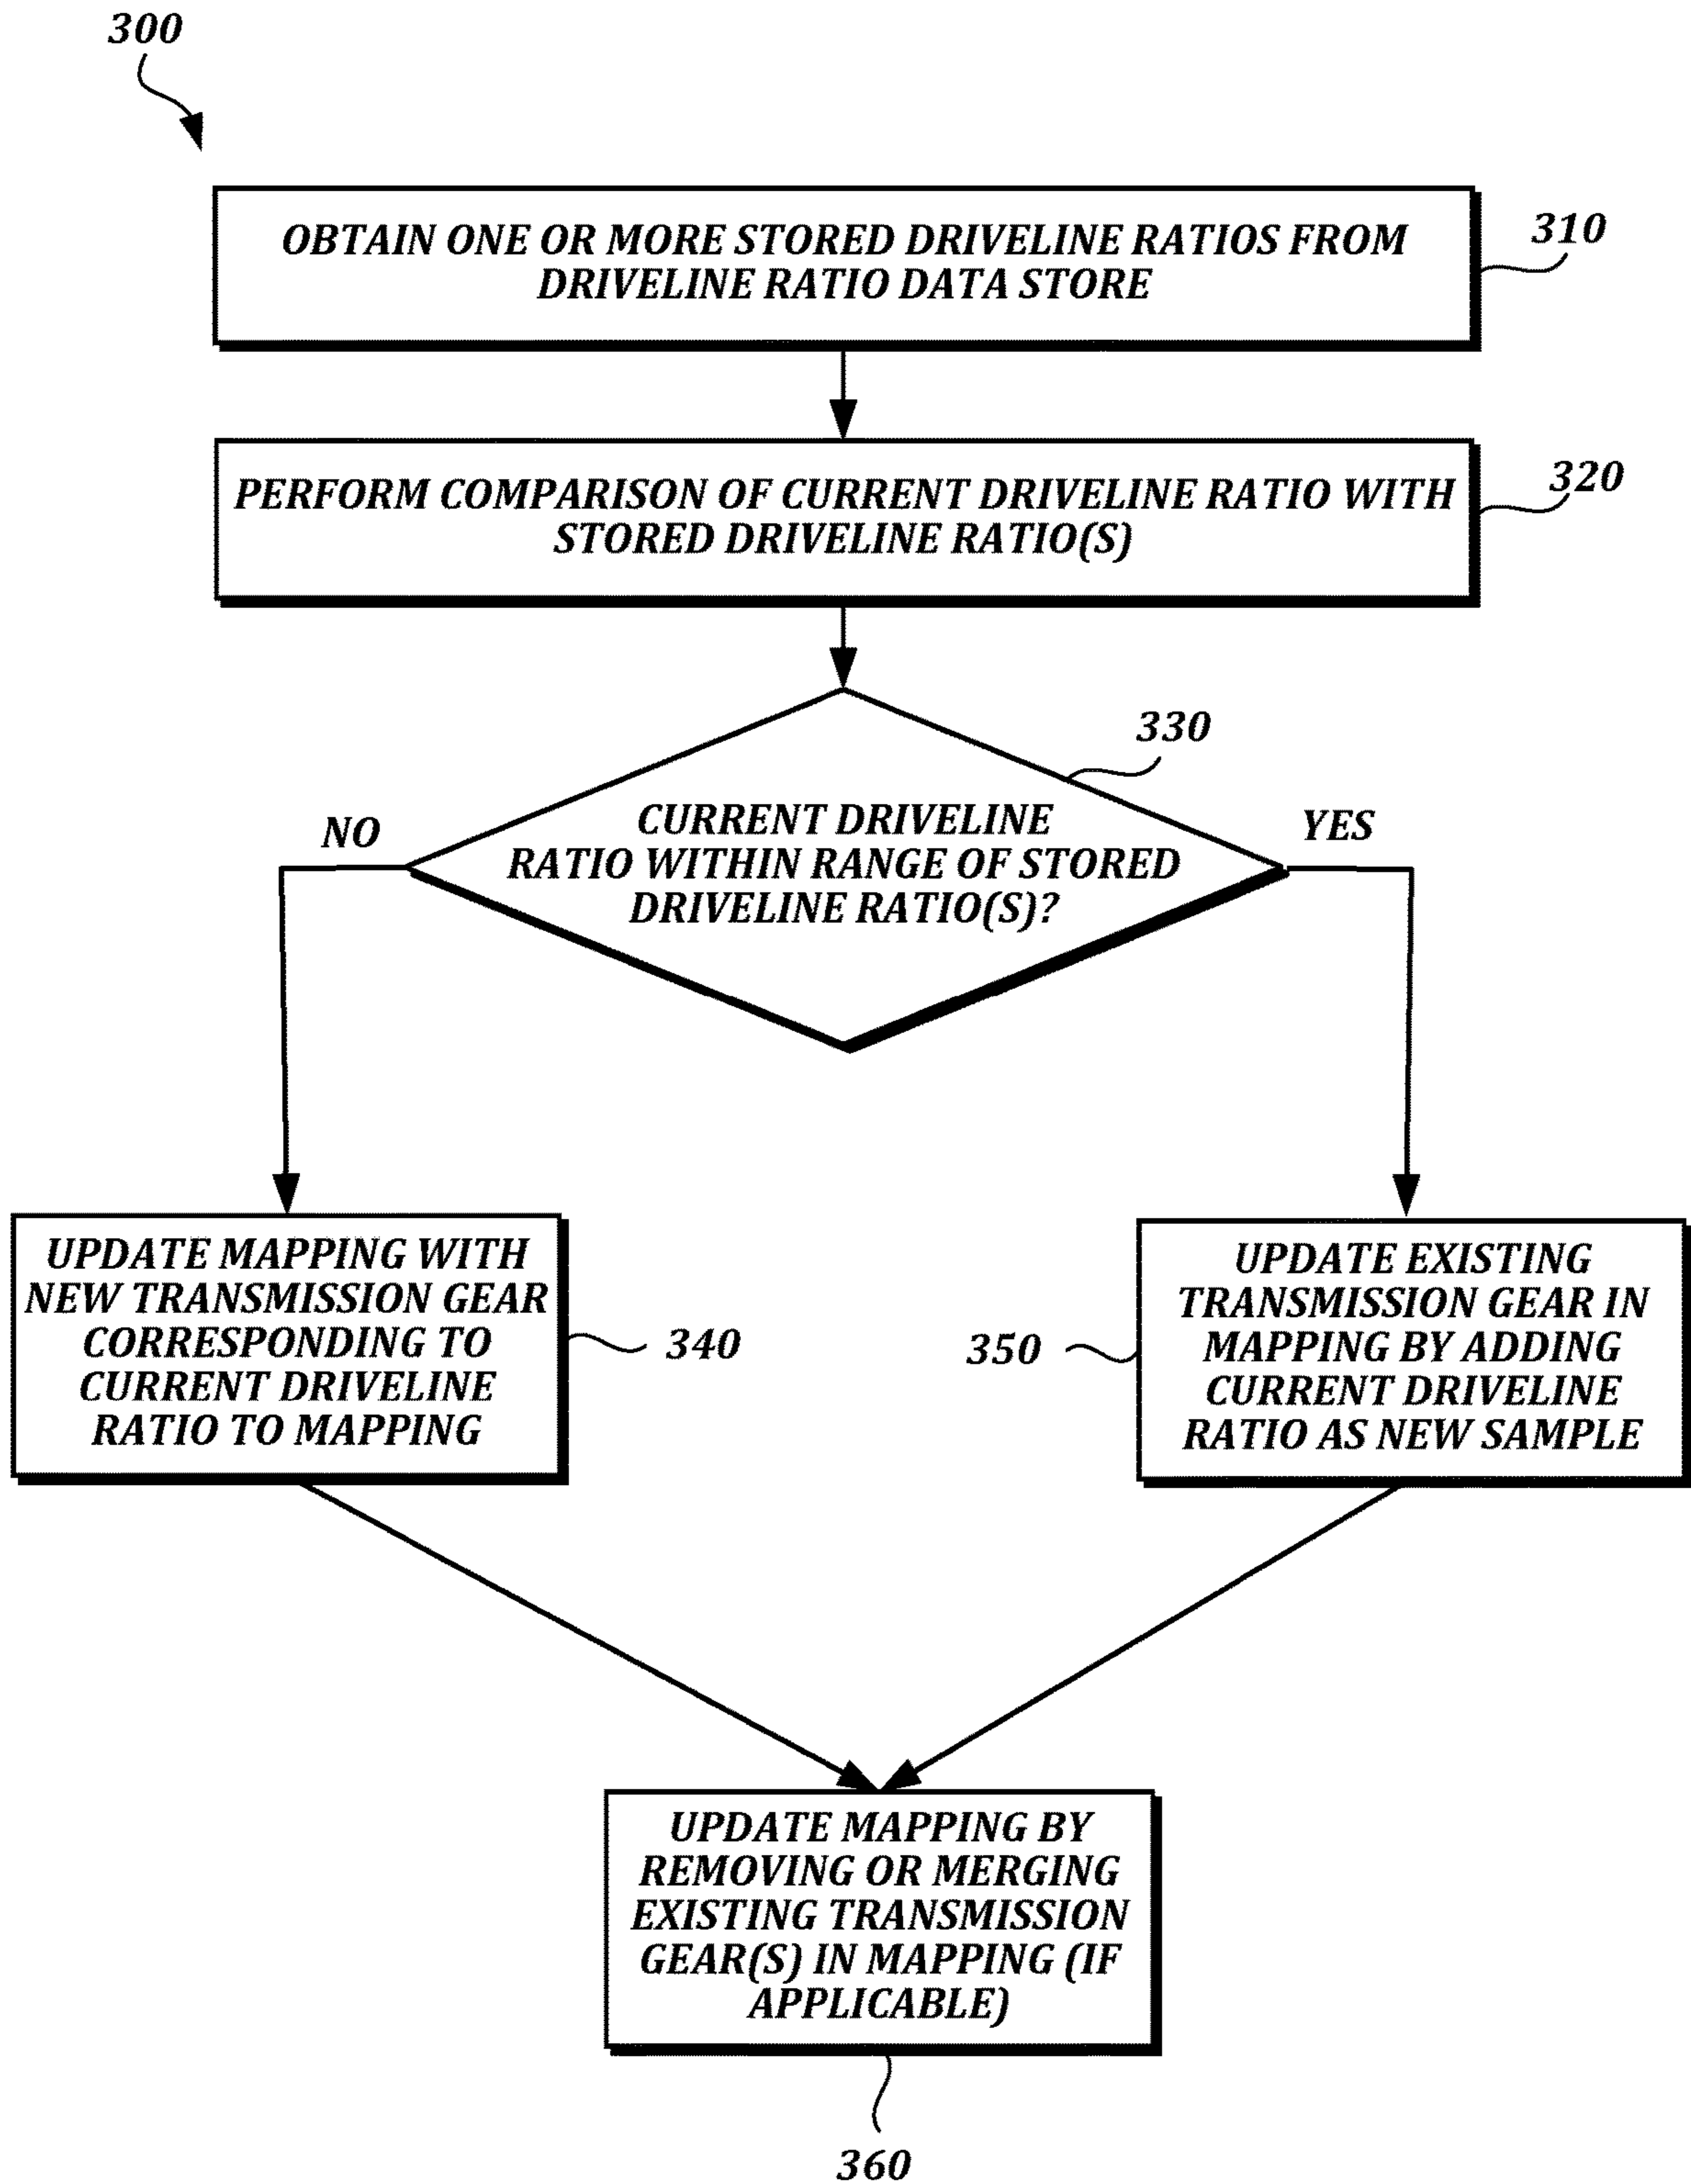 300
OBTAIN ONE OR MORE STORED DRIVELINE RATIOS FROM
DRIVELINE RATIO DATA STORE
310
PERFORM COMPARISON OF CURRENT DRIVELINE RATIO WITH
STORED DRIVELINE RATIO(S)
320
330
CURRENT DRIVELINE
RATIO WITHIN RANGE OF STORED
DRIVELINE RATIO(S)?
NO
YES
UPDATE MAPPING WITH
NEW TRANSMISSION GEAR
CORRESPONDING TO
CURRENT DRIVELINE
RATIO TO MAPPING
340
350
UPDATE EXISTING
TRANSMISSION GEAR IN
MAPPING BY ADDING
CURRENT DRIVELINE
RATIO AS NEW SAMPLE
UPDATE MAPPING BY
REMOVING OR MERGING
EXISTING TRANSMISSION
GEAR(S) IN MAPPING (IF
APPLICABLE)
360